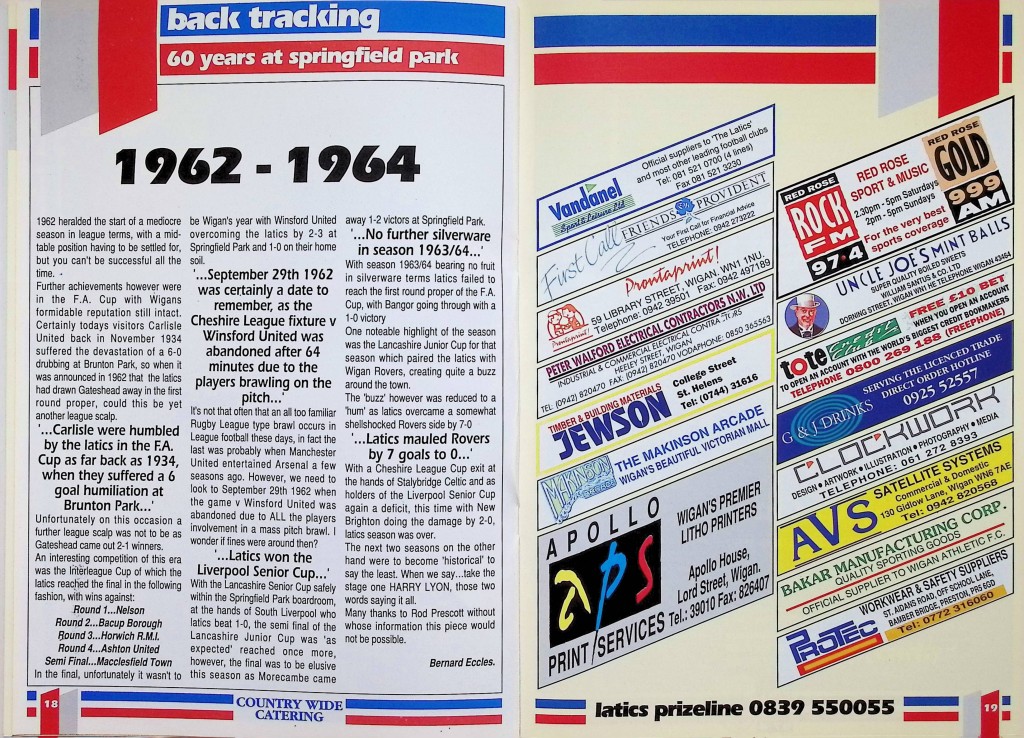 back tracking
60 years at springfield park
1962 - 1964
1962 heralded the start of a mediocre
season in league terms, with a mid-
table position having to be settled for,
but you can't be successful all the
time.
Further achievements however were
in the F.A. Cup with Wigans
formidable reputation still intact.
Certainly todays visitors Carlisle
United back in November 1934
suffered the devastation of a 6-0
drubbing at Brunton Park, so when it
was announced in 1962 that the latics
had drawn Gateshead away in the first
round proper, could this be yet
another league scalp.
'...Carlisle were humbled
by the latics in the F.A.
Cup as far back as 1934,
when they suffered a 6
goal humiliation at
Brunton Park...'
Unfortunately on this occasion a
further league scalp was not to be as
Gateshead came out 2-1 winners.
An interesting competition of this era
was the Interleague Cup of which the
latics reached the final in the following
fashion, with wins against:
Round 1...Nelson
Round 2...Bacup Borough
Round 3...Horwich R.M.I.
Round 4...Ashton United
Semi Final...Macclesfield Town
In the final, unfortunately it wasn't to
be Wigan's year with Winsford United
overcoming the latics by 2-3 at
Springfield Park and 1-0 on their home
soil.
'...September 29th 1962
was certainly a date to
remember, as the
Cheshire League fixture v
Winsford United was
abandoned after 64
minutes due to the
players brawling on the
pitch...'
It's not that often that an all too familiar
Rugby League type brawl occurs in
League football these days, in fact the
last was probably when Manchester
United entertained Arsenal a few
seasons ago. However, we need to
look to September 29th 1962 when
the game v Winsford United was
abandoned due to ALL the players
involvement in a mass pitch brawl. I
wonder if fines were around then?
'...Latics won the
Liverpool Senior Cup...'
With the Lancashire Senior Cup safely
within the Springfield Park boardroom,
at the hands of South Liverpool who
latics beat 1-0, the semi final of the
Lancashire Junior Cup was 'as
expected' reached once more,
however, the final was to be elusive
this season as Morecambe came
away 1-2 victors at Springfield Park.
'...No further silverware
in season 1963/64...'
With season 1963/64 bearing no fruit
in silverware terms latics failed to
reach the first round proper of the F.A.
Cup, with Bangor going through with a
1-0 victory
One noteable highlight of the season
was the Lancashire Junior Cup for that
season which paired the latics with
Wigan Rovers, creating quite a buzz
around the town.
The 'buzz' however was reduced to a
'hum' as latics overcame a somewhat
shellshocked Rovers side by 7-0
'...Latics mauled Rovers
by 7 goals to 0...'
With a Cheshire League Cup exit at
the hands of Stalybridge Celtic and as
holders of the Liverpool Senior Cup
again a deficit, this time with New
Brighton doing the damage by 2-0,
latics season was over.
The next two seasons on the other
hand were to become 'historical' to
say the least. When we say...take the
stage one HARRY LYON, those two
words saying it all.
Many thanks to Rod Prescott without
whose information this piece would
not be possible.
Bernard Eccles.
18
COUNTRY WIDE
CATERING
Vandanel
Sport & Leisure Ltd
Official suppliers to 'The Latics'
and most other leading football clubs
Tel: 081 521 0700 (4 lines)
Fax 081 521 3230
First Call
FRIENDS PROVIDENT
Your First Call for Financial Advice
TELEPHONE: 0942 273222
Prontaprint!
Prontaprint!
59 LIBRARY STREET, WIGAN. WN1 1NU.
Telephone: 0942 39501 Fax: 0942 497189
PETER WALFORD ELECTRICAL CONTRACTORS N.W. LTD
INDUSTRIAL & COMMERCIAL ELECTRICAL CONTRA
HEELEY STREET, WIGAN
TEL. (0942) 820470 FAX. (0942) 820470 VODAPHONE: 0850 365563
TIMBER & BUILDING MATERIALS
JEWSON
College Street
St. Helens
Tel: (0744) 31616
MAKINSON
ARCADE
THE MAKINSON ARCADE
WIGAN'S BEAUTIFUL VICTORIAN MALL
APOLLO
aps
PRINT/SERVICES
WIGAN'S PREMIER
LITHO PRINTERS
Apollo House,
Lord Street, Wigan.
Tel.: 39010 Fax: 826407
RED ROSE
ROCK
FM
97·4
RED ROSE
SPORT & MUSIC
2.30pm - 5pm Saturdays
2pm - 5pm Sundays
For the very best
sports coverage
RED ROSE
GOLD
999
AM
UNCLE JOE'S MINT BALLS
SUPER QUALITY BOILED SWEETS
WILLIAM SANTUS & CO. LTD
DORNING STREET, WIGAN WN1 HE TELEPHONE WIGAN 43464
tote
credit
FREE £10 BET
WHEN YOU OPEN AN ACCOUNT
TO OPEN AN ACCOUNT WITH THE WORLD'S BIGGEST CREDIT BOOKMAKERS
TELEPHONE 0800 269 188 (FREEPHONE)
G & J DRINKS
SERVING THE LICENCED TRADE
DIRECT ORDER HOTLINE
0925 52557
CLOCKWORK
DESIGN • ARTWORK • ILLUSTRATION • PHOTOGRAPHY • MEDIA
TELEPHONE: 061 272 8393
AVS
SATELLITE SYSTEMS
Commercial & Domestic
130 Gidlow Lane, Wigan WN6 7AE
Tel: 0942 820568
BAKAR MANUFACTURING CORP.
QUALITY SPORTING GOODS
OFFICIAL SUPPLIER TO WIGAN ATHLETIC F.C.
PROTEC
WORKWEAR & SAFETY SUPPLIERS
ST. AIDANS ROAD, OFF SCHOOL LANE,
BAMBER BRIDGE, PRESTON, PR5 6GD
Tel: 0772 316060
latics prizeline 0839 550055
19